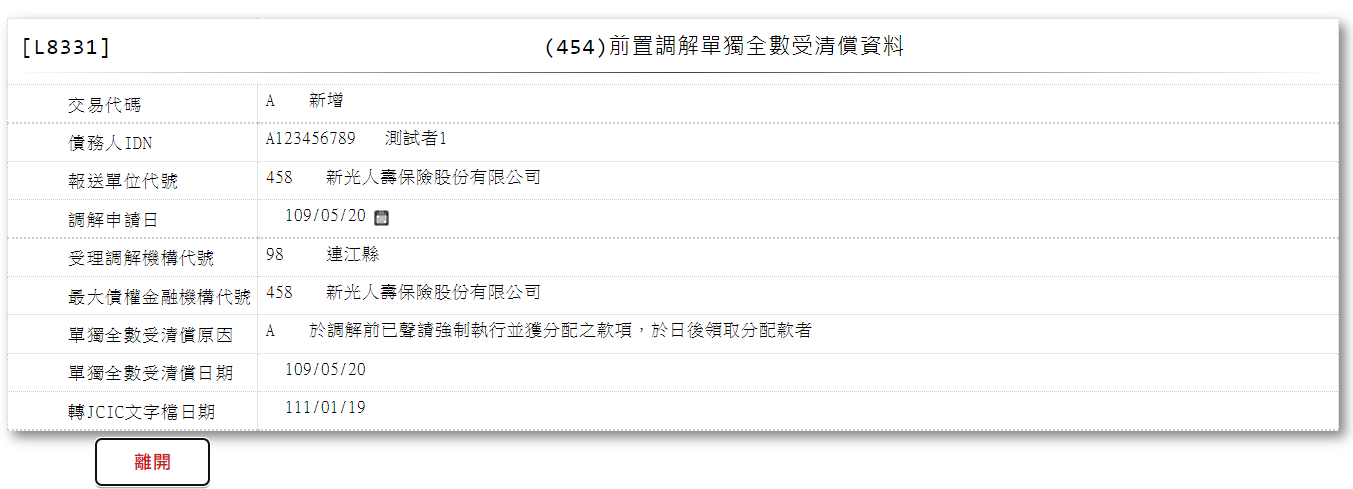 [L8331] (454)前置調解單獨全數受清償資料
交易代碼 A 新增
債務人IDN A123456789 測試者1
報送單位代號 458 新光人壽保險股份有限公司
調解申請日 109/05/20
受理調解機構代號 98 連江縣
最大債權金融機構代號 458 新光人壽保險股份有限公司
單獨全數受清償原因 A 於調解前已聲請強制執行並獲分配之款項，於日後領取分配款者
單獨全數受清償日期 109/05/20
轉JCIC文字檔日期 111/01/19
離開